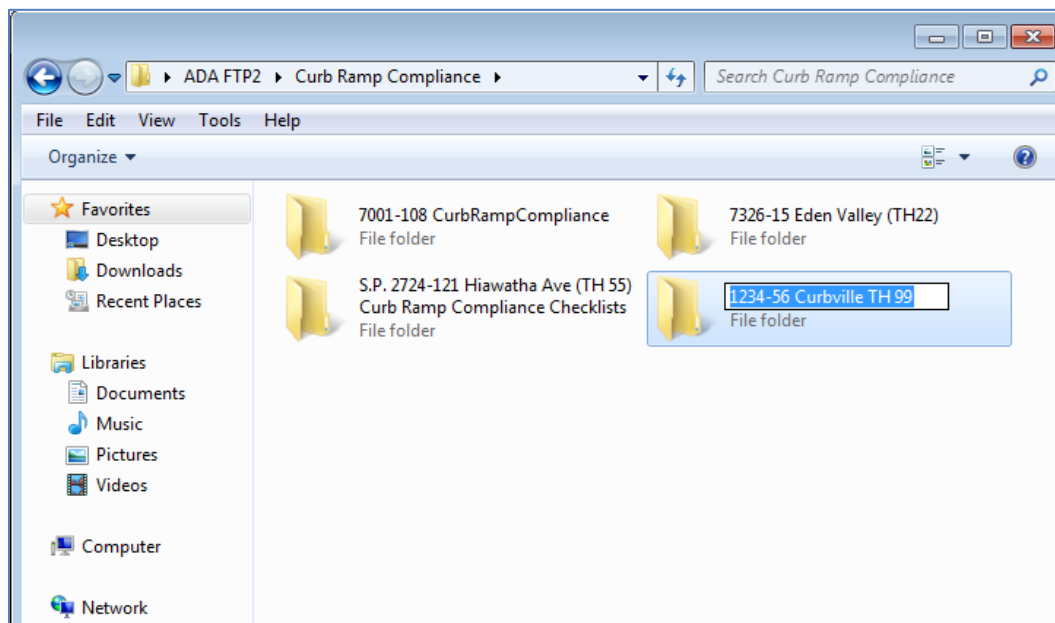 ADA FTP2 Curb Ramp Compliance
Search Curb Ramp Compliance
File Edit View Tools Help
Organize
Favorites
Desktop
Downloads
Recent Places
Libraries
Documents
Music
Pictures
Videos
Computer
Network
7001-108 CurbRampCompliance
File folder
7326-15 Eden Valley (TH22)
File folder
S.P. 2724-121 Hiawatha Ave (TH 55)
Curb Ramp Compliance Checklists
File folder
1234-56 Curbville TH 99
File folder